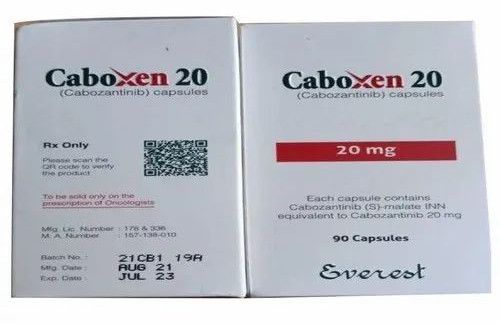 Caboxen 20
(Cabozantinib) capsules
Rx Only
Please scan the
QR code to verify
the product
To be sold only on the
prescription of Oncologists
Mfg. Lic. Number : 178 & 336
M. A. Number : 157-138-010
Batch No. : 21CB1 19A
Mfg. Date : AUG 21
Exp. Date : JUL 23
Caboxen 20
(Cabozantinib) capsules
20 mg
Each capsule contains
Cabozantinib (S)-malate INN
equivalent to Cabozantinib 20 mg
90 Capsules
Everest